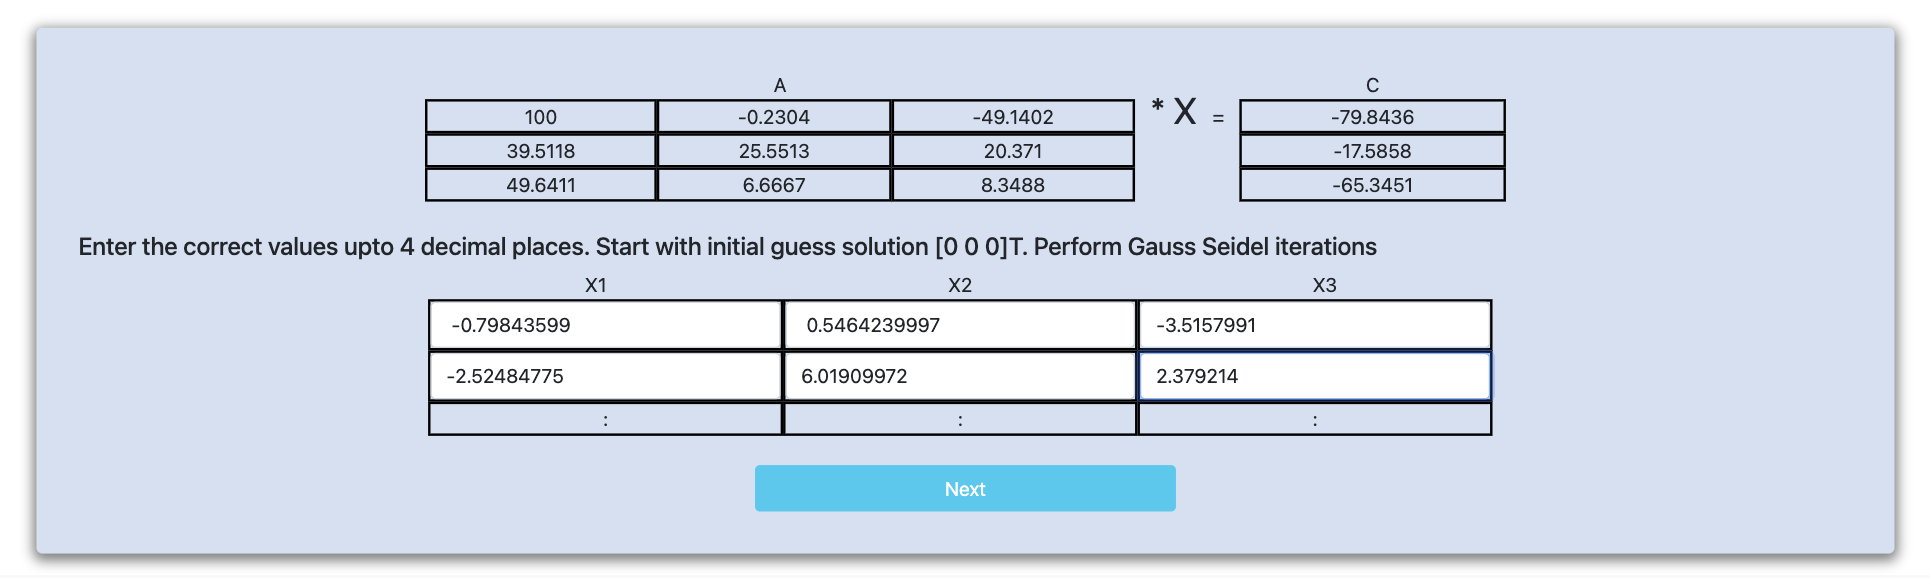 A C
100 -0.2304 -49.1402 * X = -79.8436
39.5118 25.5513 20.371 -17.5858
49.6411 6.6667 8.3488 -65.3451
Enter the correct values upto 4 decimal places. Start with initial guess solution [0 0 0]T. Perform Gauss Seidel iterations
X1 X2 X3
-0.79843599 0.5464239997 -3.5157991
-2.52484775 6.01909972 2.379214
: : :
Next